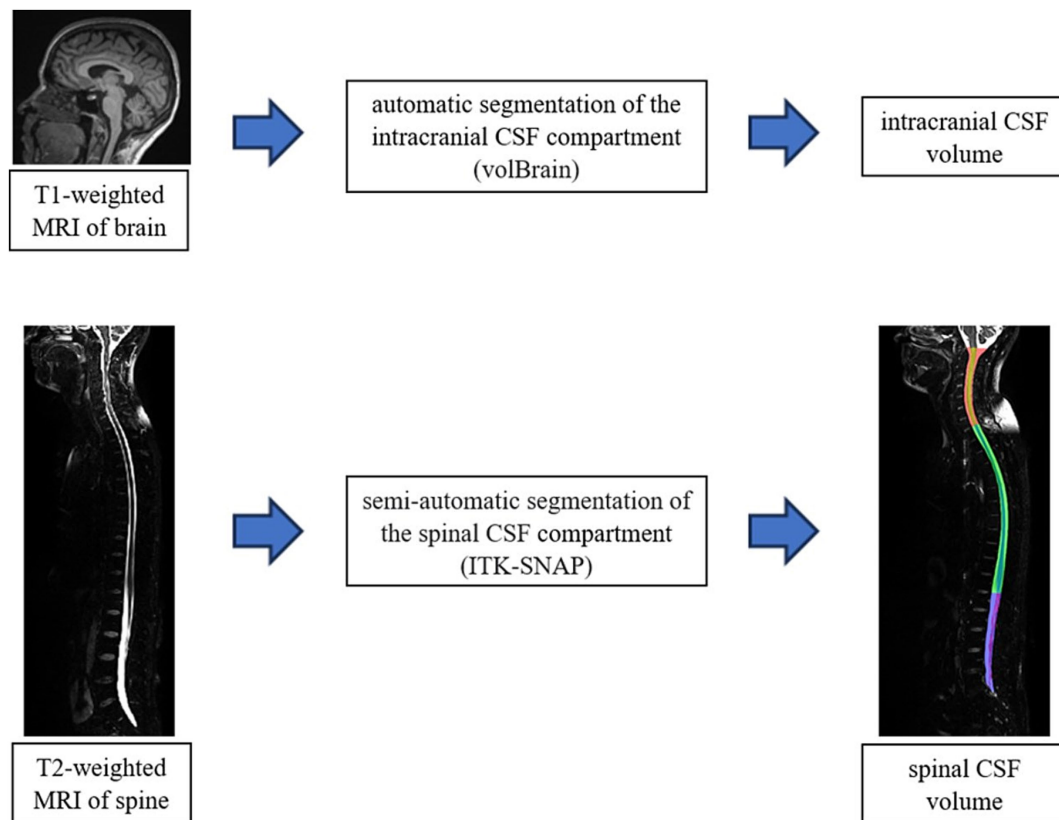 T1-weighted
MRI of brain
automatic segmentation of the
intracranial CSF compartment
(volBrain)
intracranial CSF
volume
T2-weighted
MRI of spine
semi-automatic segmentation of
the spinal CSF compartment
(ITK-SNAP)
spinal CSF
volume